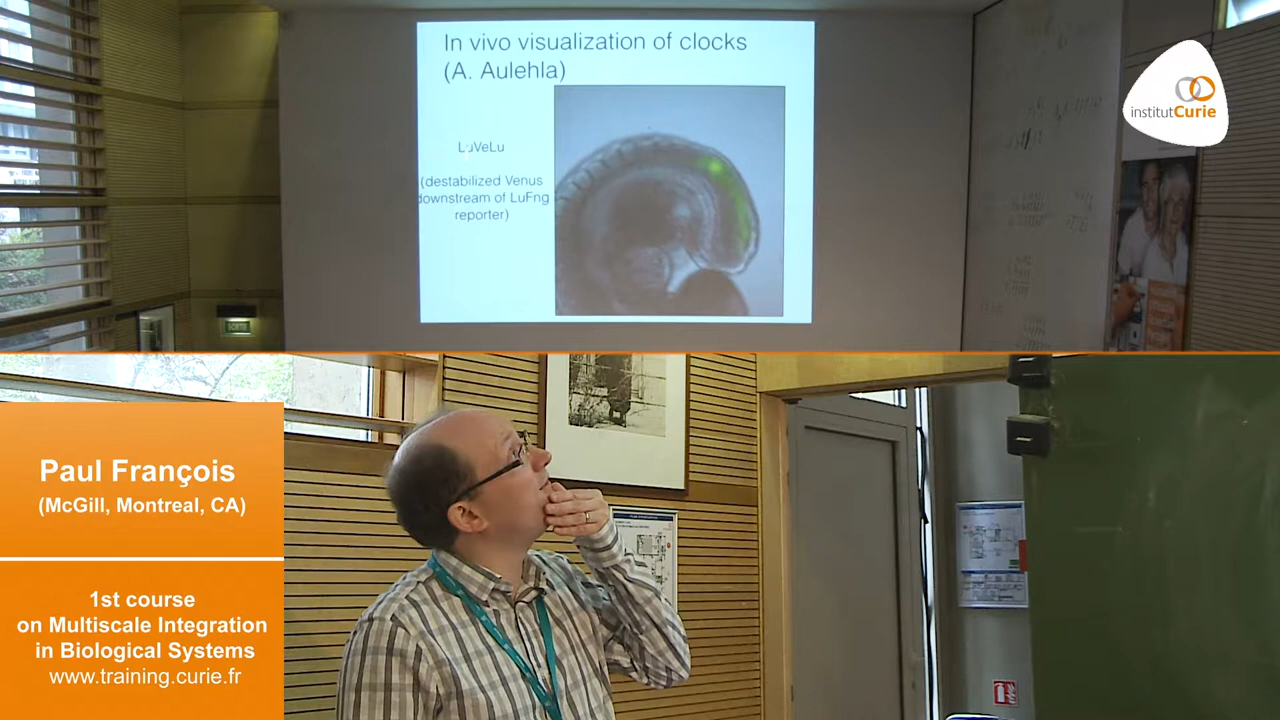 In vivo visualization of clocks
(A. Aulehla)
LuVeLu
(destabilized Venus
downstream of LuFng
reporter)
institutCurie
SORTIE
Paul François
(McGill, Montreal, CA)
1st course
on Multiscale Integration
in Biological Systems
www.training.curie.fr